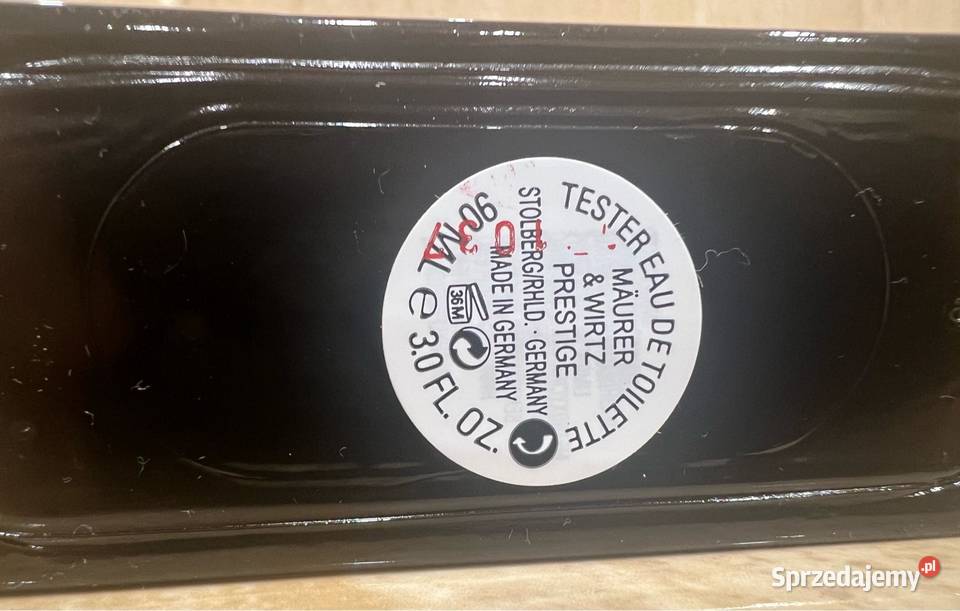 TESTER EAU DE TOILETTE
MÄURER
& WIRTZ
PRESTIGE
STOLBERG/RHLD. · GERMANY
MADE IN GERMANY
36 M
90 ML e 3.0 FL. OZ.
Sprzedajemy.pl